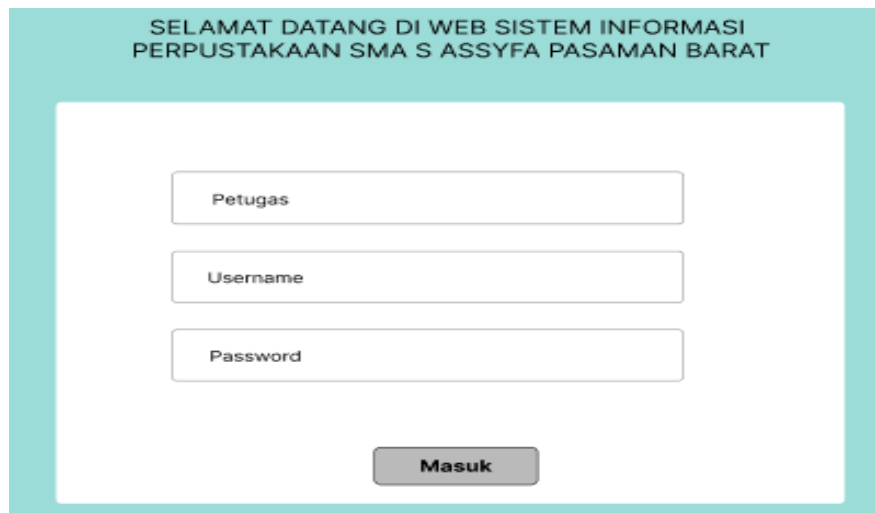 SELAMAT DATANG DI WEB SISTEM INFORMASI
PERPUSTAKAAN SMA S ASSYFA PASAMAN BARAT
Petugas
Username
Password
Masuk